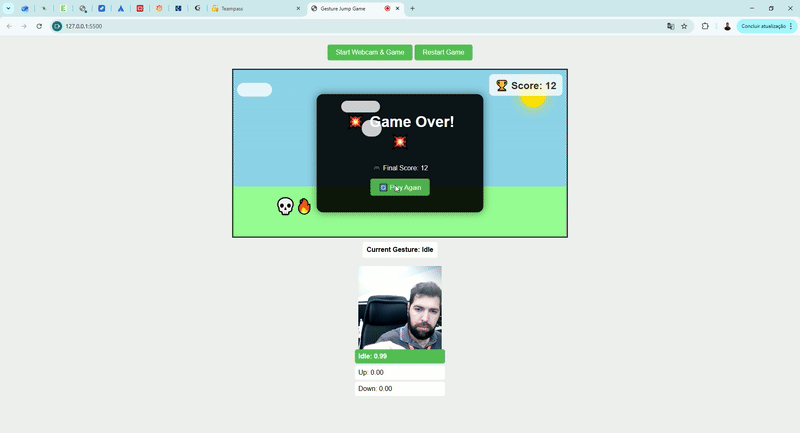 Teampass
Gesture Jump Game
127.0.0.1:5500
Concluir atualização
Start Webcam & Game
Restart Game
Score: 12
Game Over!
Final Score: 12
Play Again
Current Gesture: Idle
Idle: 0.99
Up: 0.00
Down: 0.00